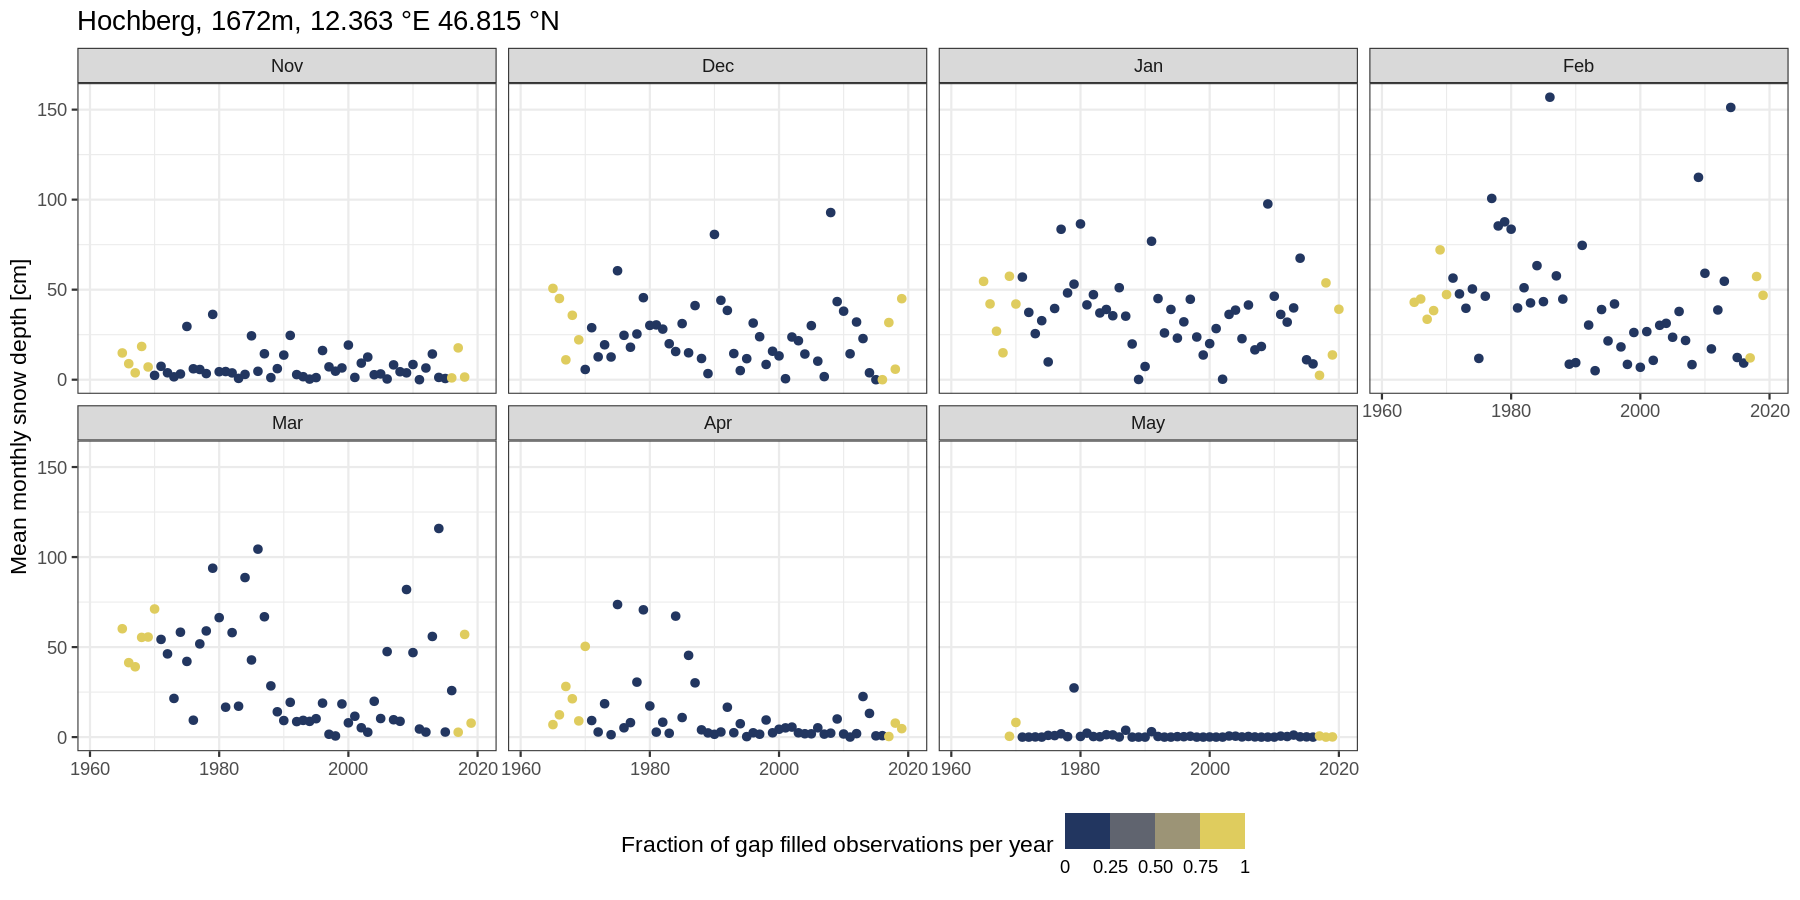 Hochberg, 1672m, 12.363 °E 46.815 °N
Nov Dec Jan Feb
150
100
50
0
1960 1980 2000 2020
Mean monthly snow depth [cm]
Mar Apr May
150
100
50
0
1960 1980 2000 2020 1960 1980 2000 2020 1960 1980 2000 2020
Fraction of gap filled observations per year
0 0.25 0.50 0.75 1